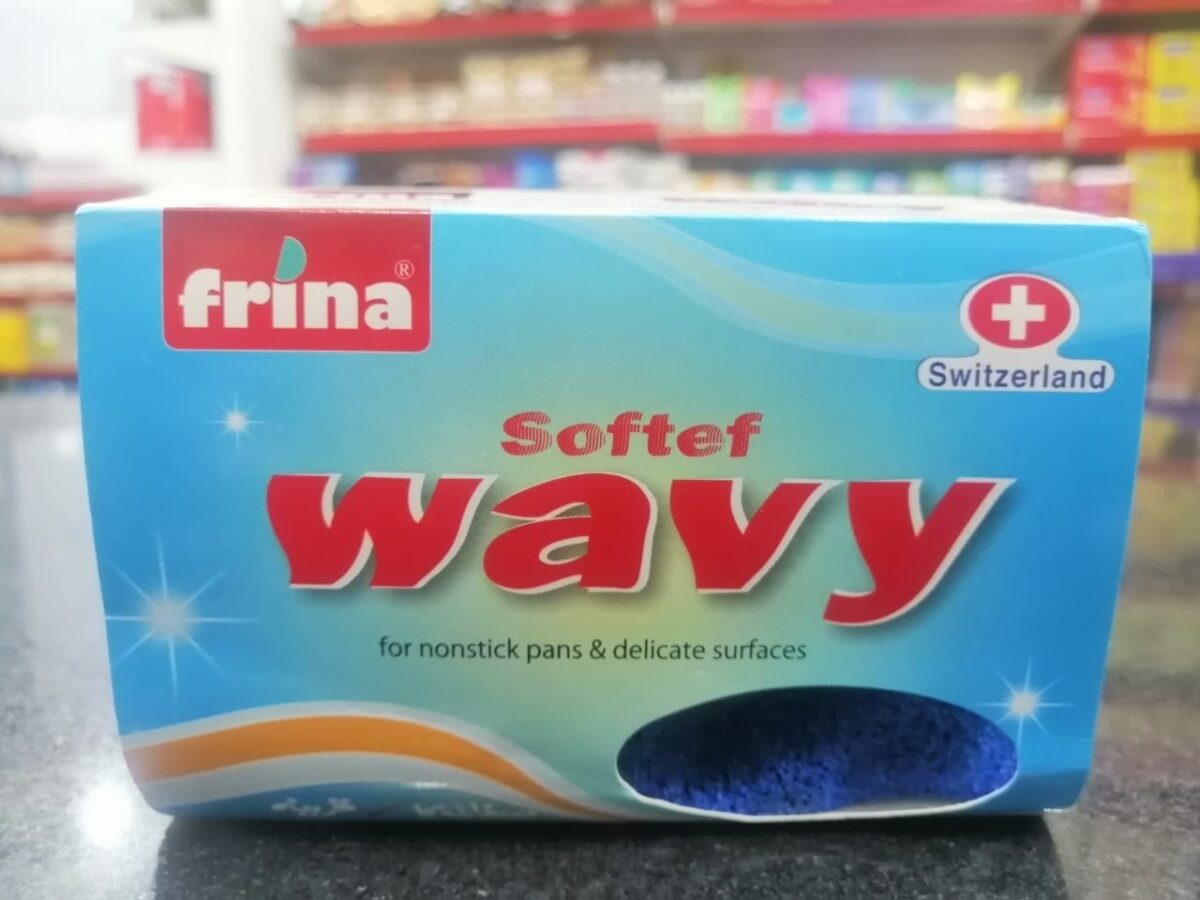 frina®
Switzerland
Softef
wavy
for nonstick pans & delicate surfaces